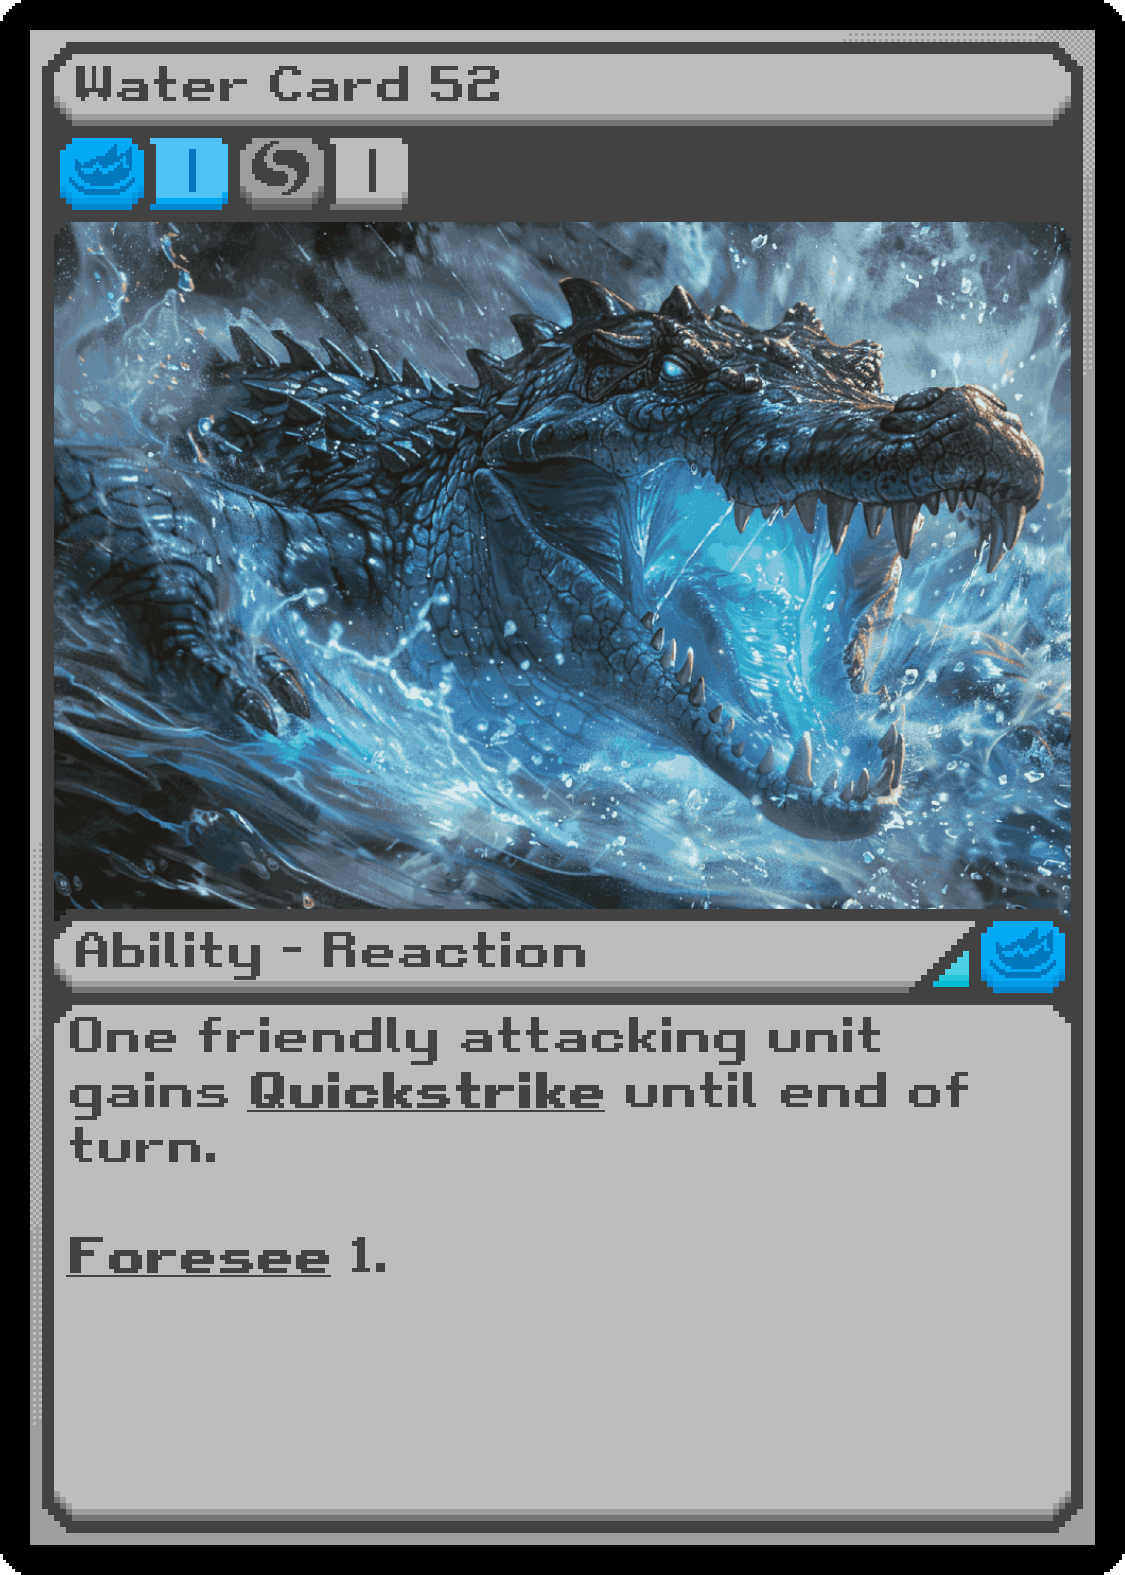 Water Card 52
1 1
Ability - Reaction
One friendly attacking unit
gains Quickstrike until end of
turn.
Foresee 1.